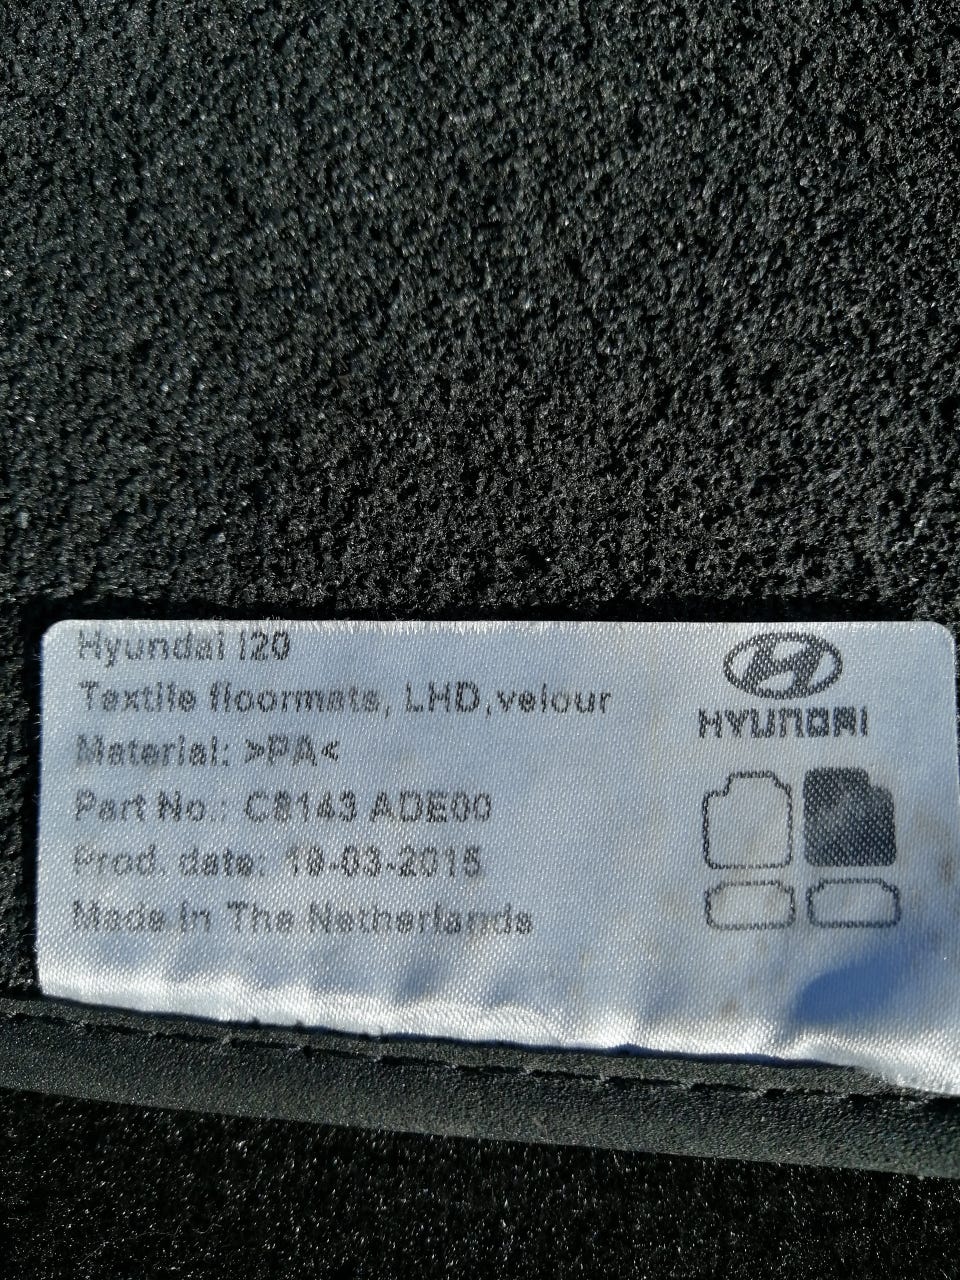 Hyundai i20
Textile floormats, LHD,velour
Material: >PA<
Part No.: C8143 ADE00
Prod. date: 19-03-2015
Made in The Netherlands
HYUNDAI